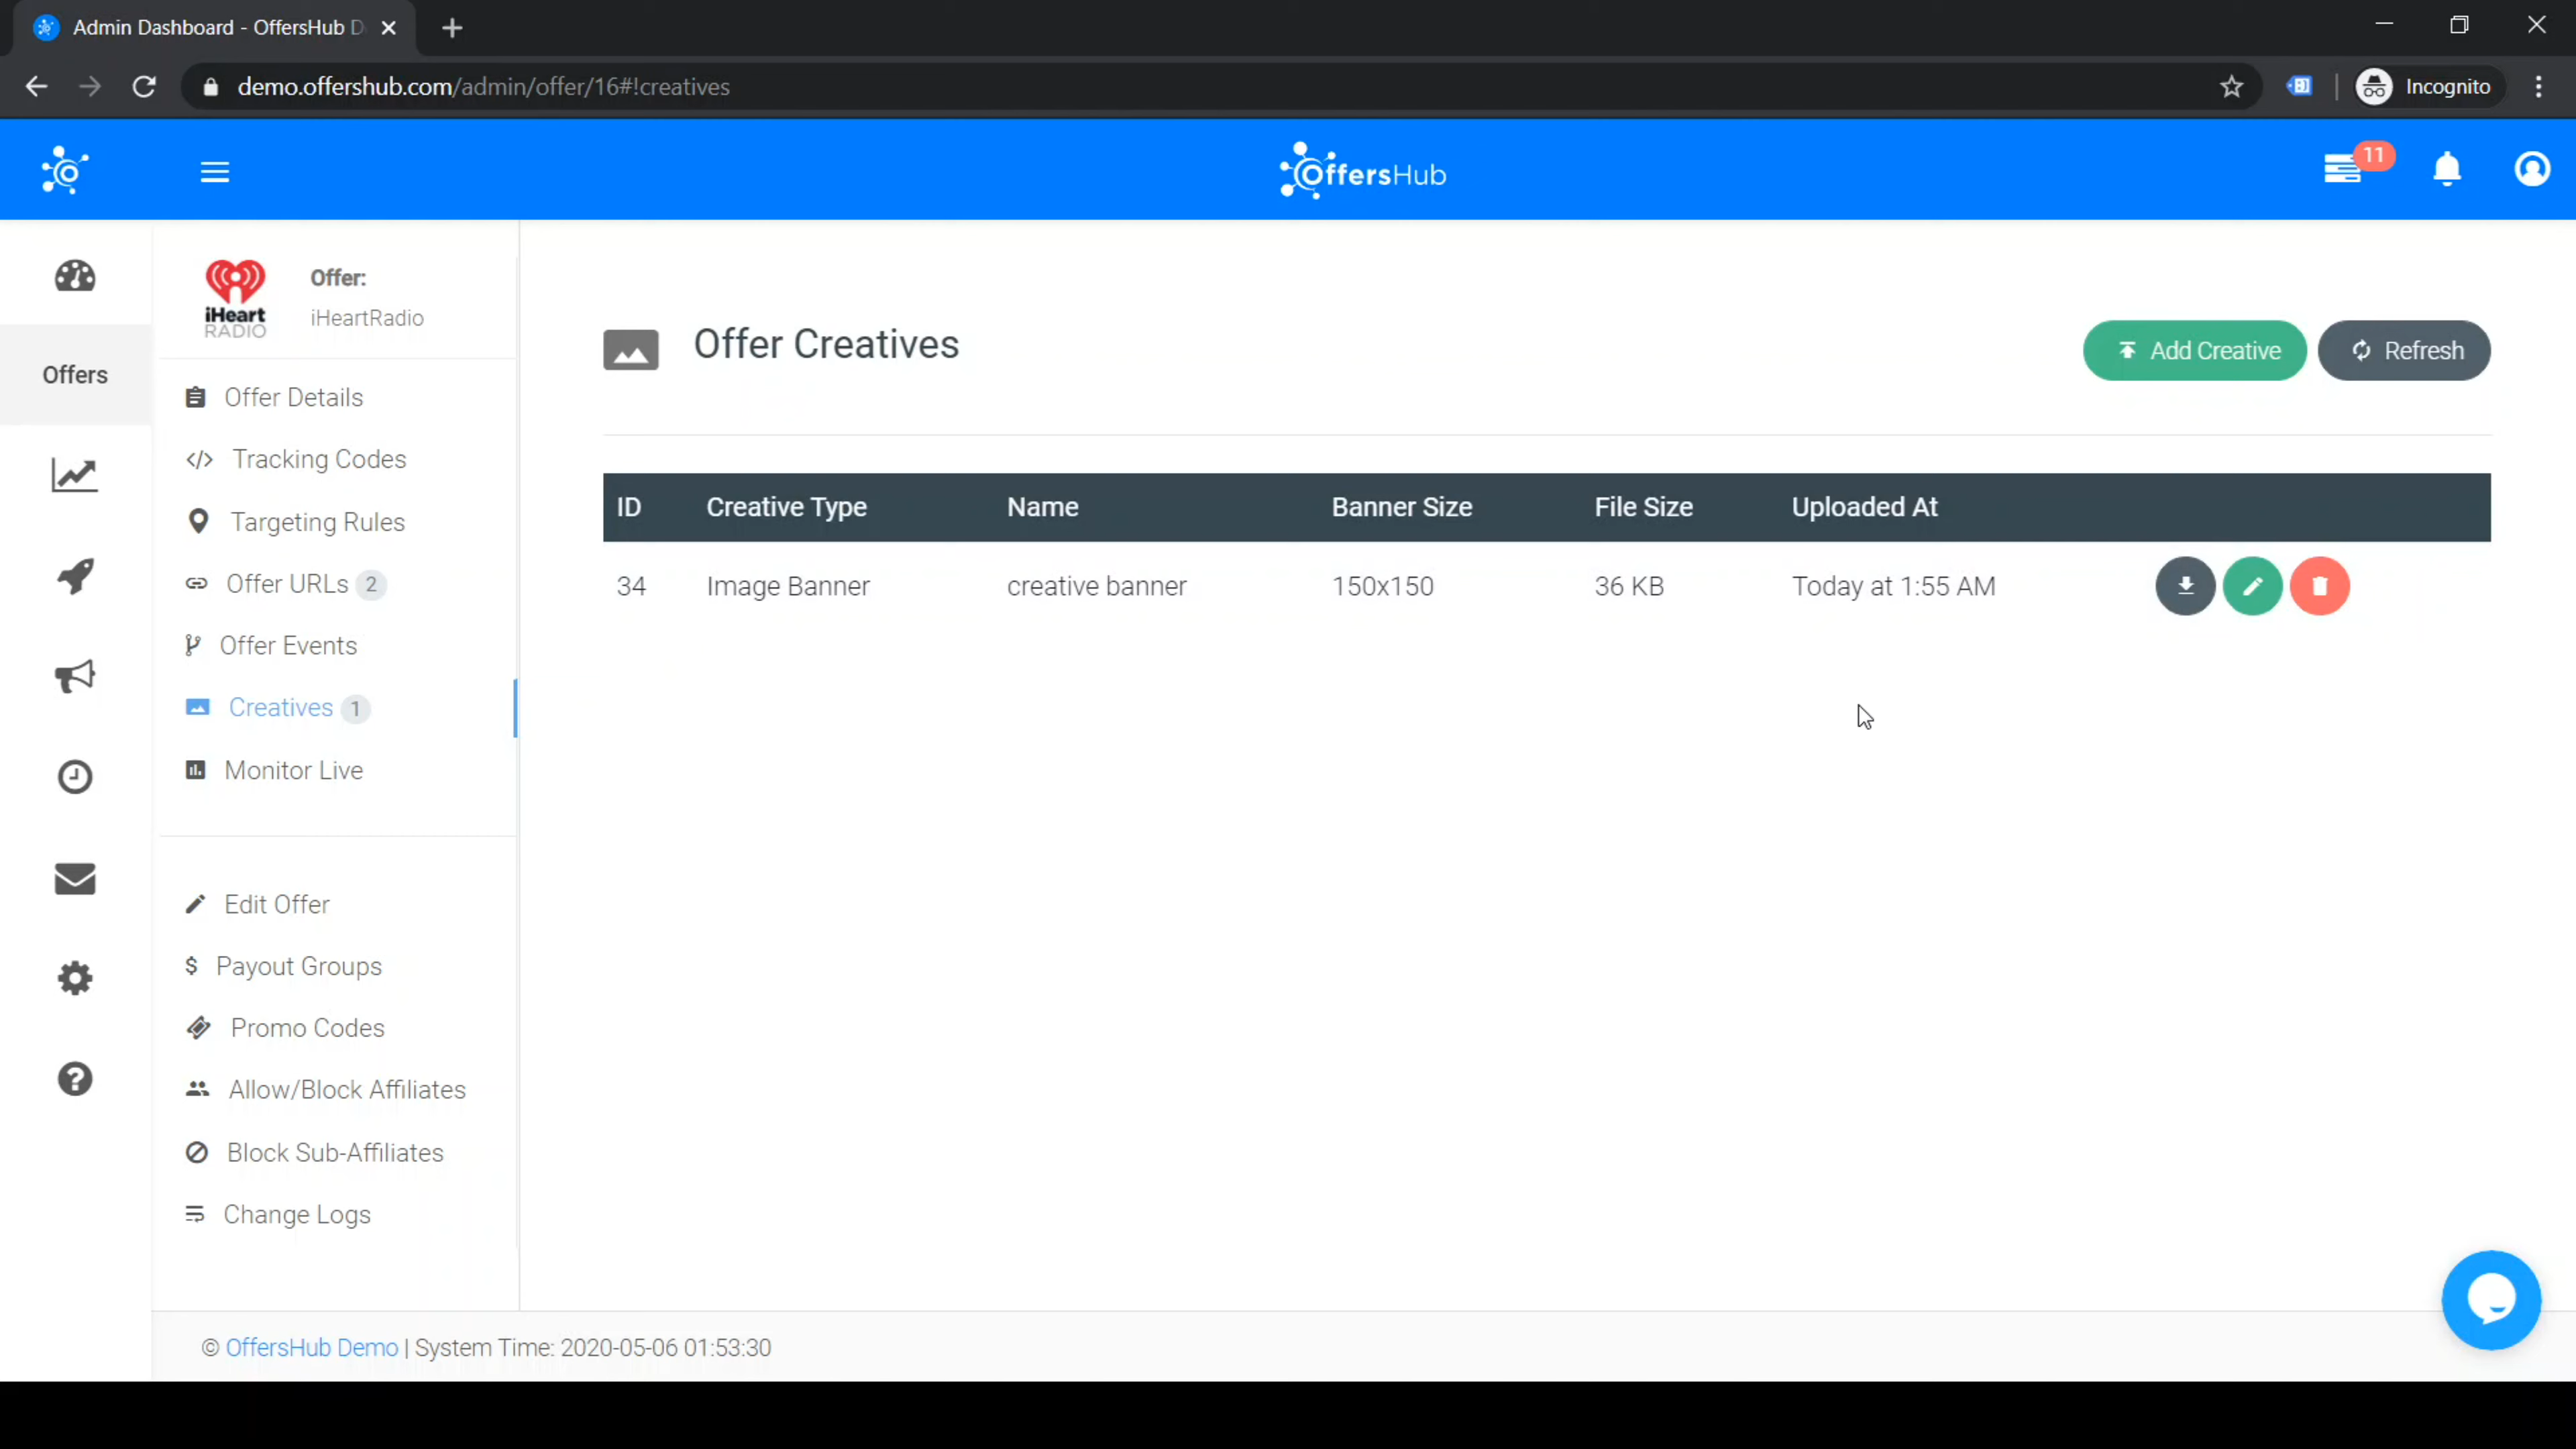 Admin Dashboard - OffersHub D
demo.offershub.com/admin/offer/16#!creatives
Incognito
OffersHub
11
iHeart
RADIO
Offer:
iHeartRadio
Offers
Offer Details
Tracking Codes
Targeting Rules
Offer URLs 2
Offer Events
Creatives 1
Monitor Live
Edit Offer
$ Payout Groups
Promo Codes
Allow/Block Affiliates
Block Sub-Affiliates
Change Logs
Offer Creatives
Add Creative
Refresh
ID Creative Type Name Banner Size File Size Uploaded At
34 Image Banner creative banner 150x150 36 KB Today at 1:55 AM
© OffersHub Demo | System Time: 2020-05-06 01:53:30